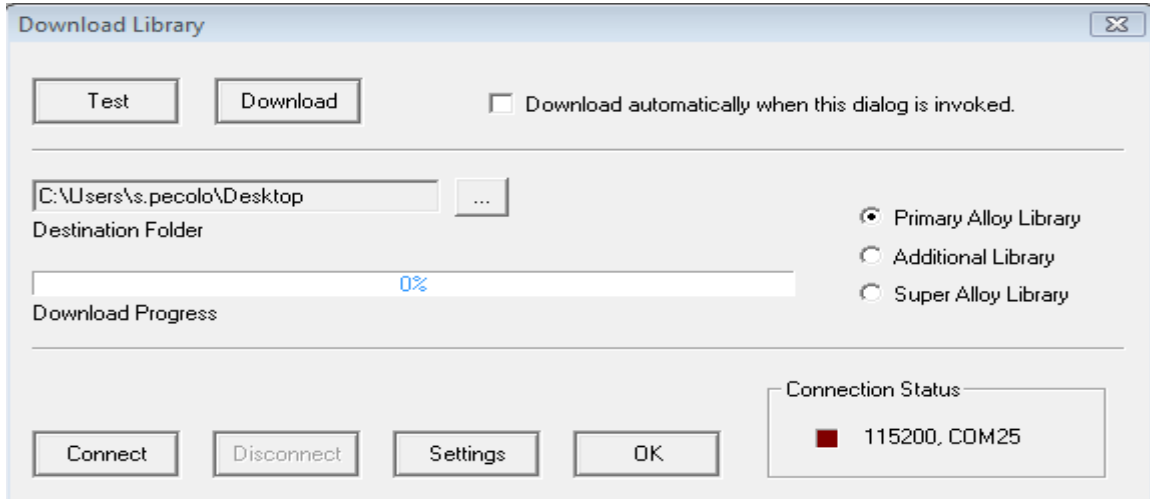 Download Library
Test Download Download automatically when this dialog is invoked.
C:\Users\s.pecolo\Desktop ...
Destination Folder
Primary Alloy Library
Additional Library
0%
Super Alloy Library
Download Progress
Connection Status
115200, COM25
Connect Disconnect Settings OK